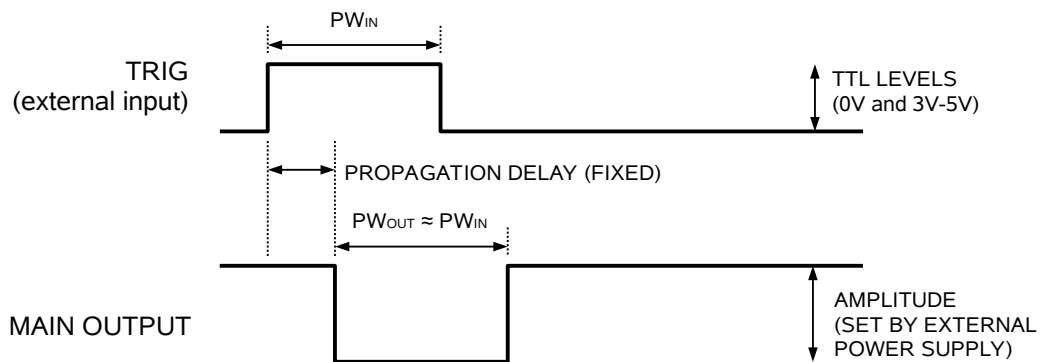 PWIN
TRIG
(external input)
TTL LEVELS
(0V and 3V-5V)
PROPAGATION DELAY (FIXED)
PWOUT ≈ PWIN
MAIN OUTPUT
AMPLITUDE
(SET BY EXTERNAL
POWER SUPPLY)